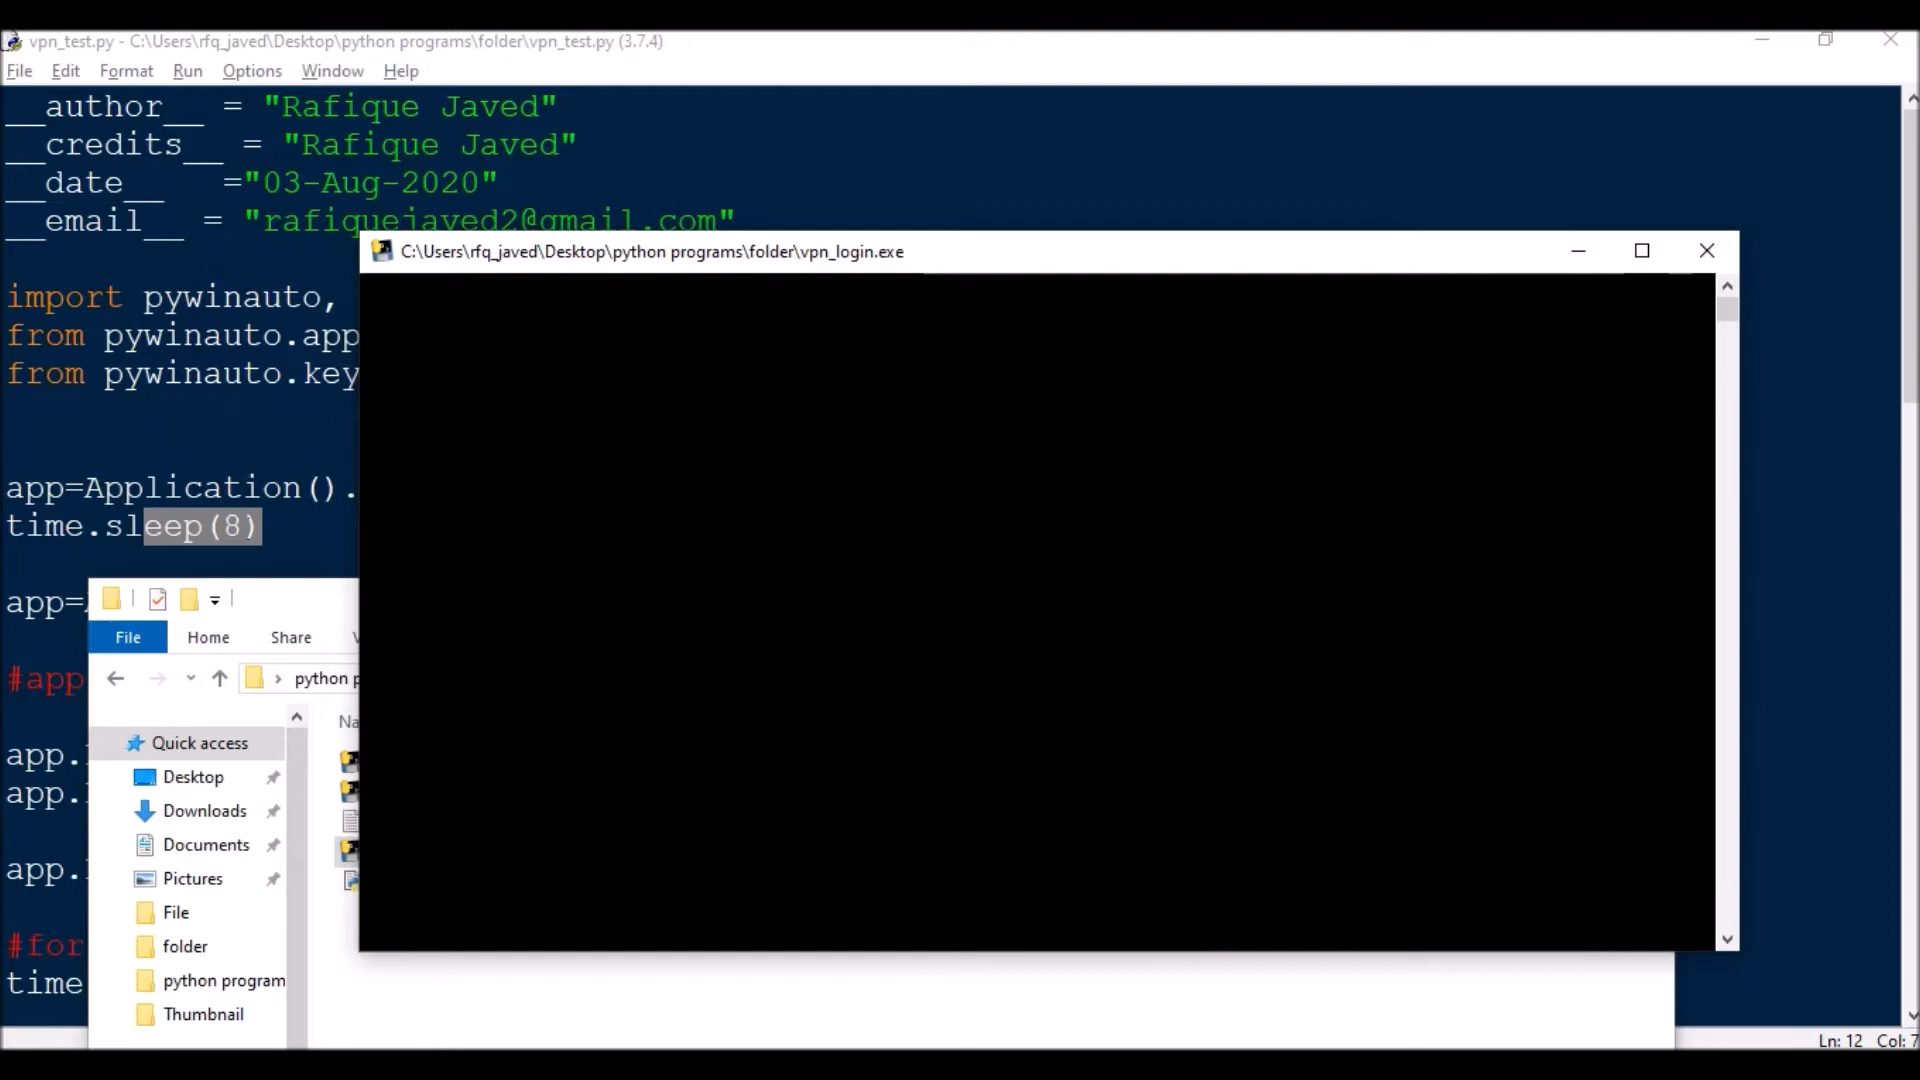 vpn_test.py - C:\Users\rfq_javed\Desktop\python programs\folder\vpn_test.py (3.7.4)
File Edit Format Run Options Window Help
__author__ = "Rafique Javed"
__credits__ = "Rafique Javed"
__date__ ="03-Aug-2020"
__email__ = "rafiquejaved2@gmail.com"
import pywinauto,
from pywinauto.app
from pywinauto.key
app=Application().
time.sleep(8)
app=
#app
app.
app.
app.
#for
time
C:\Users\rfq_javed\Desktop\python programs\folder\vpn_login.exe
File Home Share
python p
Na
Quick access
Desktop
Downloads
Documents
Pictures
File
folder
python program
Thumbnail
Ln: 12 Col: 7